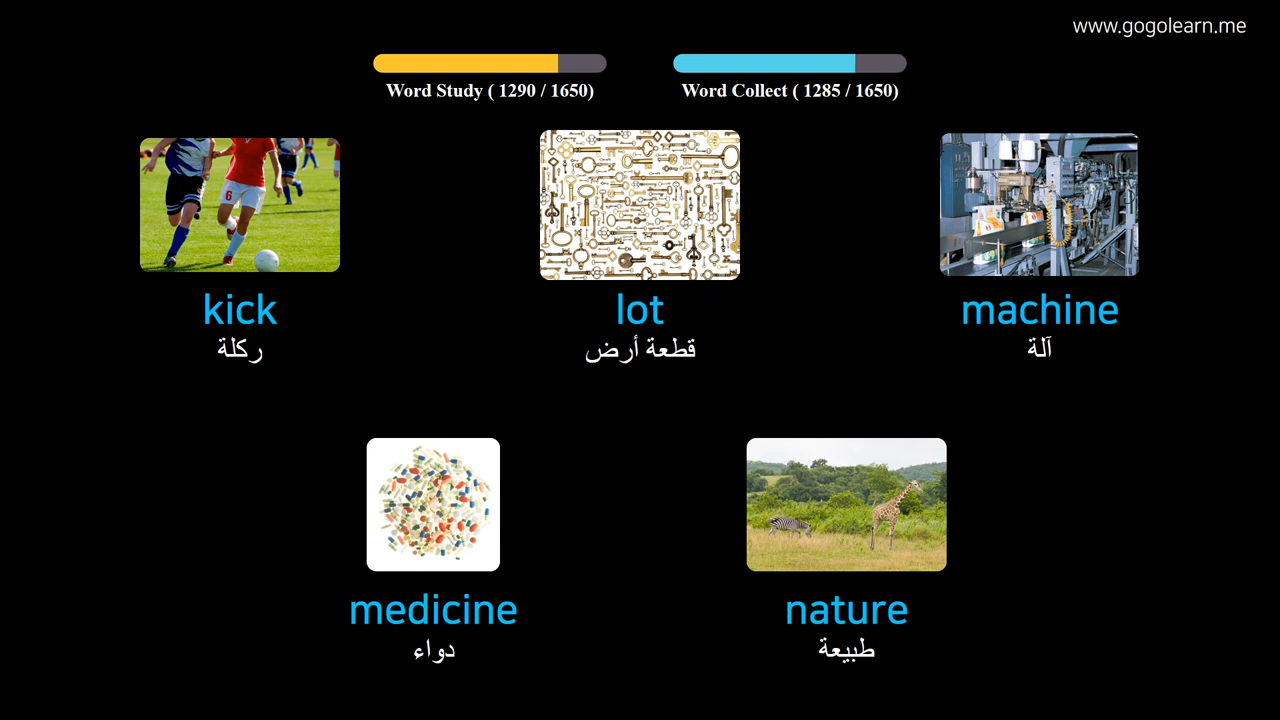 www.gogolearn.me
Word Study ( 1290 / 1650)
Word Collect ( 1285 / 1650)
kick
ركلة
lot
قطعة أرض
machine
آلة
medicine
دواء
nature
طبيعة